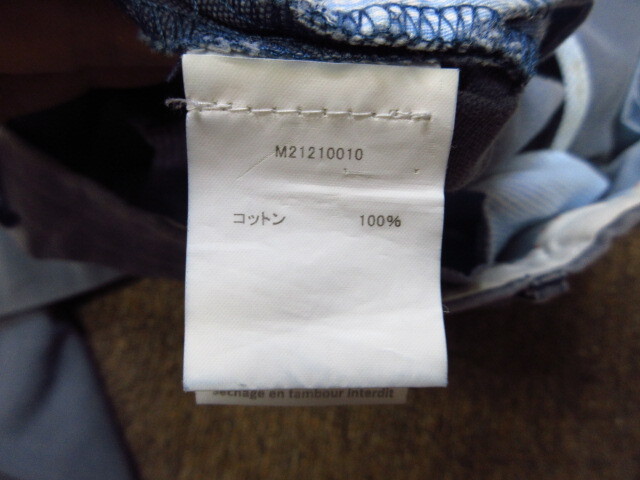 M21210010
コットン 100%
Séchage en tambour interdit